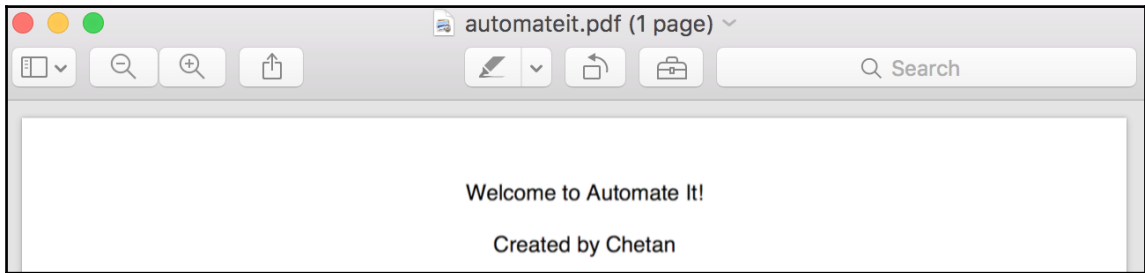 automateit.pdf (1 page)
Search
Welcome to Automate It!
Created by Chetan